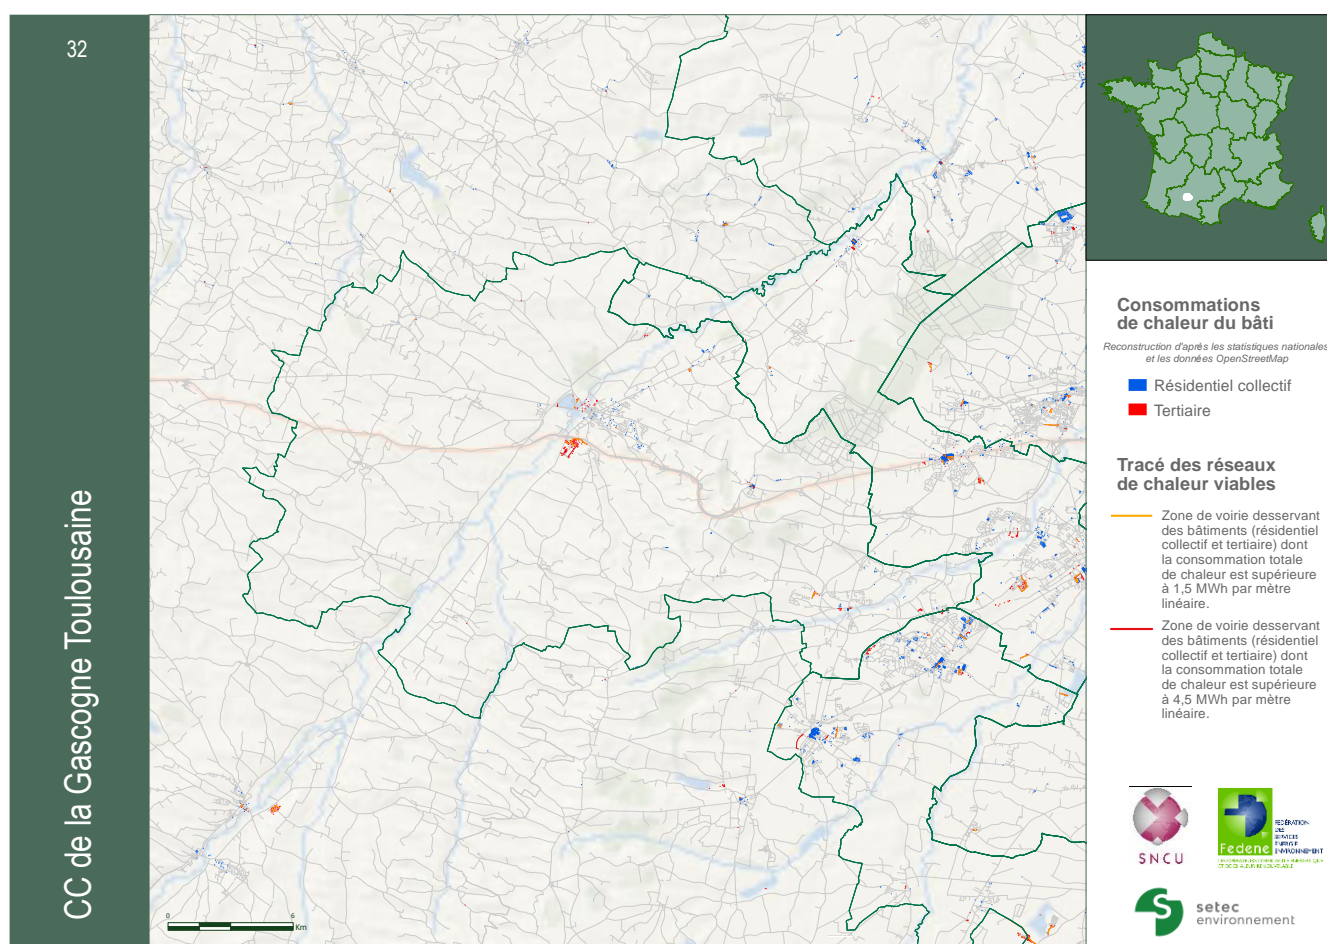 32
CC de la Gascogne Toulousaine
Consommations
de chaleur du bâti
Reconstruction d'après les statistiques nationales
et les données OpenStreetMap
Résidentiel collectif
Tertiaire
Tracé des réseaux
de chaleur viables
Zone de voirie desservant
des bâtiments (résidentiel
collectif et tertiaire) dont
la consommation totale
de chaleur est supérieure
à 1,5 MWh par mètre
linéaire.
Zone de voirie desservant
des bâtiments (résidentiel
collectif et tertiaire) dont
la consommation totale
de chaleur est supérieure
à 4,5 MWh par mètre
linéaire.
SNCU
Fedene
FEDÉRATION
DES
SERVICES
ENERGIE
ENVIRONNEMENT
setec
environnement
0 6
Km